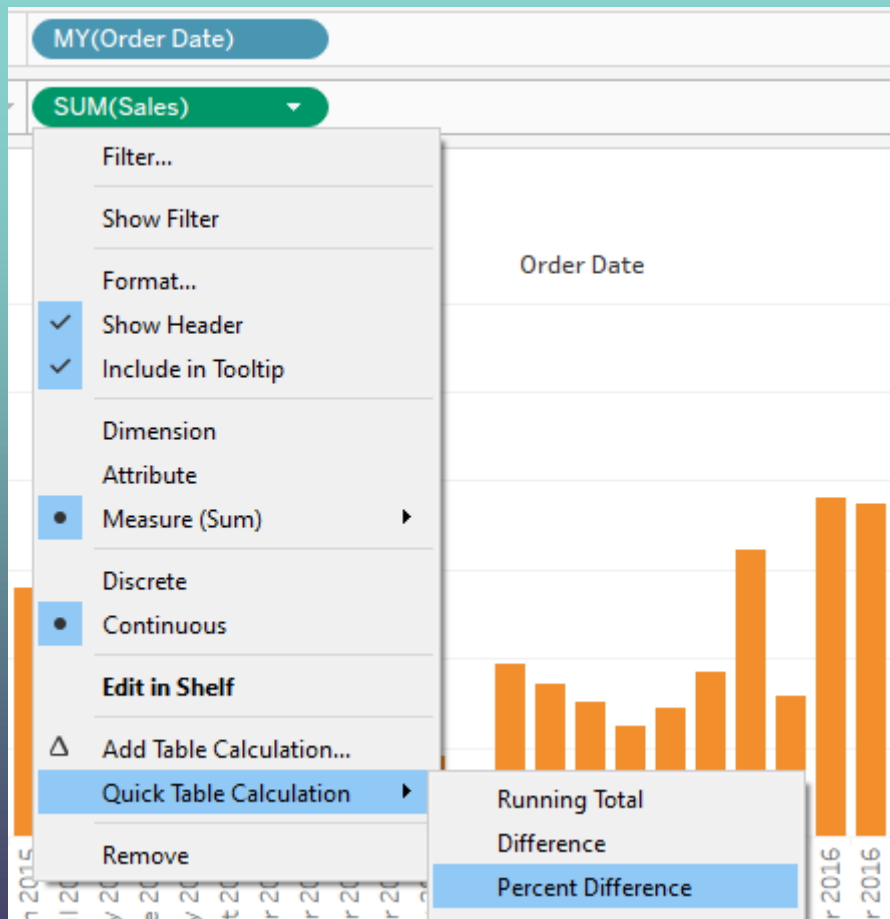 MY(Order Date)
SUM(Sales)
Filter...
Show Filter
Format...
Show Header
Include in Tooltip
Dimension
Attribute
Measure (Sum)
Discrete
Continuous
Edit in Shelf
Add Table Calculation...
Quick Table Calculation
Remove
Order Date
Running Total
Difference
Percent Difference
2015
2016
2016